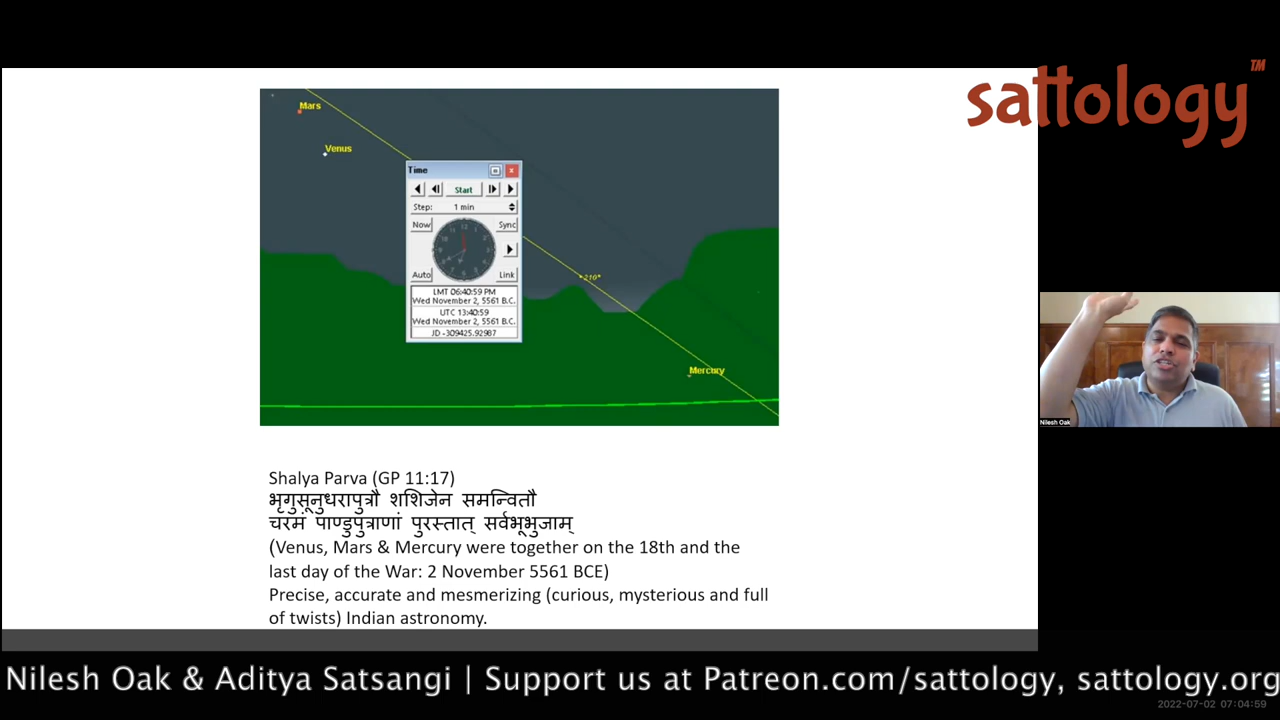 sattology™
Mars
Venus
Time
Start
Step: 1 min
Now
Sync
Auto
Link
LMT 06:40:59 PM
Wed November 2, 5561 B.C.
UTC 13:40:59
Wed November 2, 5561 B.C.
JD -309425.92987
+210°
Mercury
Nilesh Oak
Shalya Parva (GP 11:17)
भृगुसूनुधरापुत्रौ शशिजेन समन्वितौ
चरमं पाण्डुपुत्राणां पुरस्तात् सर्वभूभुजाम्
(Venus, Mars & Mercury were together on the 18th and the
last day of the War: 2 November 5561 BCE)
Precise, accurate and mesmerizing (curious, mysterious and full
of twists) Indian astronomy.
Nilesh Oak & Aditya Satsangi | Support us at Patreon.com/sattology, sattology.org
2022-07-02 07:04:59